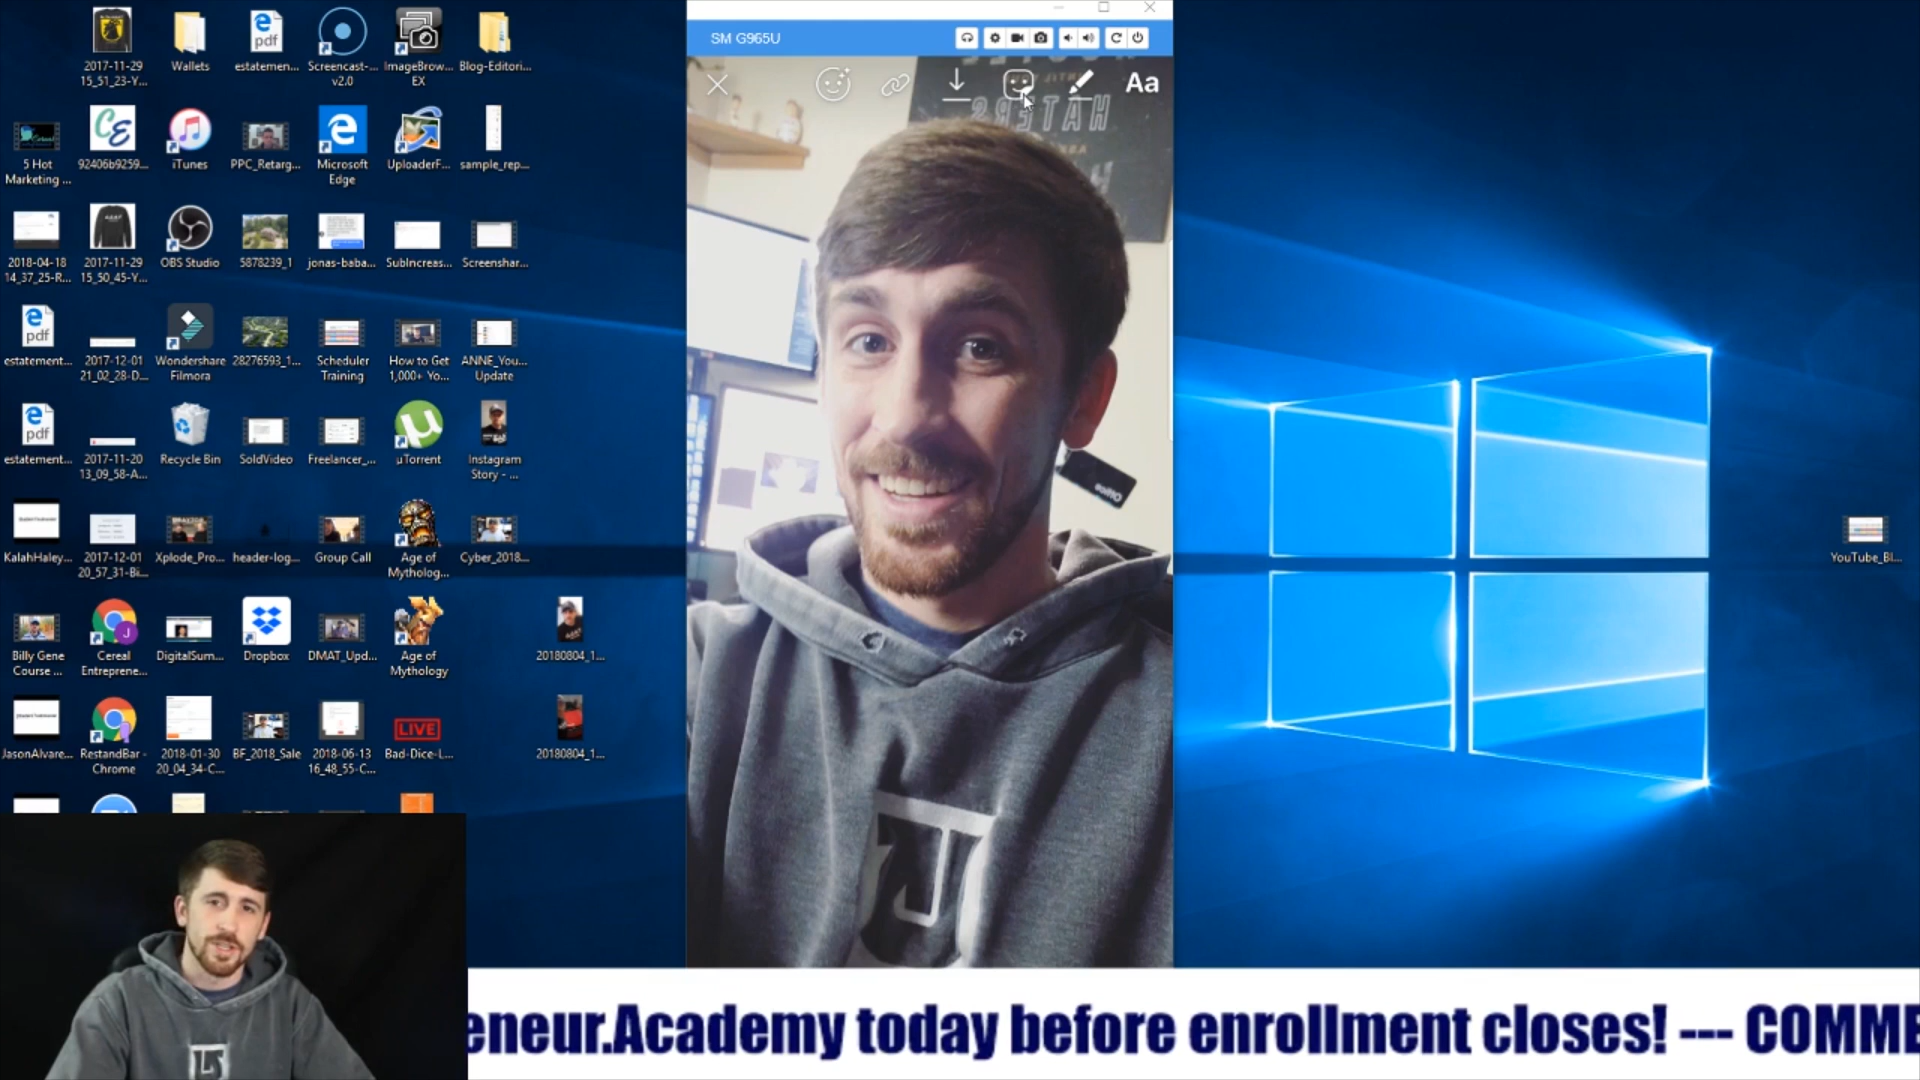 SM G965U
Aa
HATERS
Ohio
2017-11-29
15_51_23-Y...
Wallets
estatemen...
Screencast-...
v2.0
ImageBrow...
EX
Blog-Editori...
5 Hot
Marketing ...
92406b9259...
iTunes
PPC_Retarg...
Microsoft
Edge
UploaderF...
sample_rep...
2018-04-18
14_37_25-R...
2017-11-29
15_50_45-Y...
OBS Studio
5878239_1
jonas-baba...
SubIncreas...
Screenshar...
estatement...
2017-12-01
21_02_28-D...
Wondershare
Filmora
28276593_1...
Scheduler
Training
How to Get
1,000+ Yo...
ANNE_You...
Update
estatement...
2017-11-20
13_09_58-A...
Recycle Bin
SoldVideo
Freelancer_...
µTorrent
Instagram
Story - ...
KalahHaley...
2017-12-01
20_57_31-Bi...
Xplode_Pro...
header-log...
Group Call
Age of
Mytholog...
Cyber_2018...
YouTube_Bl...
Billy Gene
Course ...
Cereal
Entreprene...
DigitalSum...
Dropbox
DMAT_Upd...
Age of
Mythology
20180804_1...
JasonAlvare...
RestandBar -
Chrome
2018-01-30
20_04_34-C...
BF_2018_Sale
2018-06-13
16_48_55-C...
LIVE
Bad-Dice-L...
20180804_1...
eneur.Academy today before enrollment closes! --- COMME